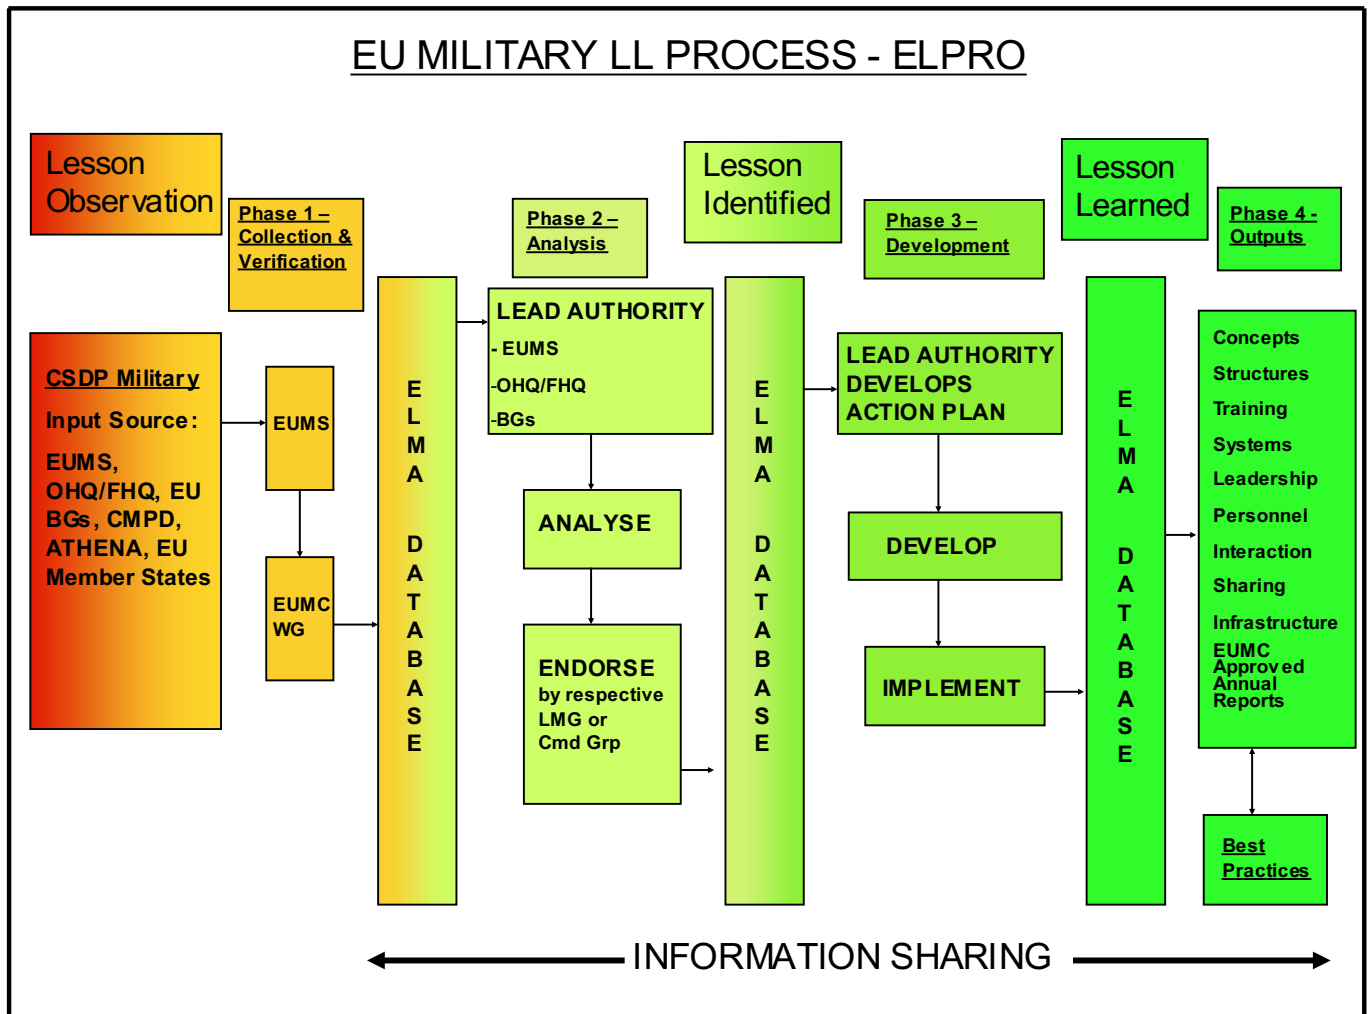 EU MILITARY LL PROCESS - ELPRO
Lesson
Observation
Phase 1 –
Collection &
Verification
Phase 2 –
Analysis
Lesson
Identified
Phase 3 –
Development
Lesson
Learned
Phase 4 -
Outputs
CSDP Military
Input Source:
EUMS,
OHQ/FHQ, EU
BGs, CMPD,
ATHENA, EU
Member States
EUMS
EUMC
WG
E
L
M
A
D
A
T
A
B
A
S
E
LEAD AUTHORITY
- EUMS
-OHQ/FHQ
-BGs
ANALYSE
ENDORSE
by respective
LMG or
Cmd Grp
E
L
M
A
D
A
T
A
B
A
S
E
LEAD AUTHORITY
DEVELOPS
ACTION PLAN
DEVELOP
IMPLEMENT
E
L
M
A
D
A
T
A
B
A
S
E
Concepts
Structures
Training
Systems
Leadership
Personnel
Interaction
Sharing
Infrastructure
EUMC
Approved
Annual
Reports
Best
Practices
INFORMATION SHARING